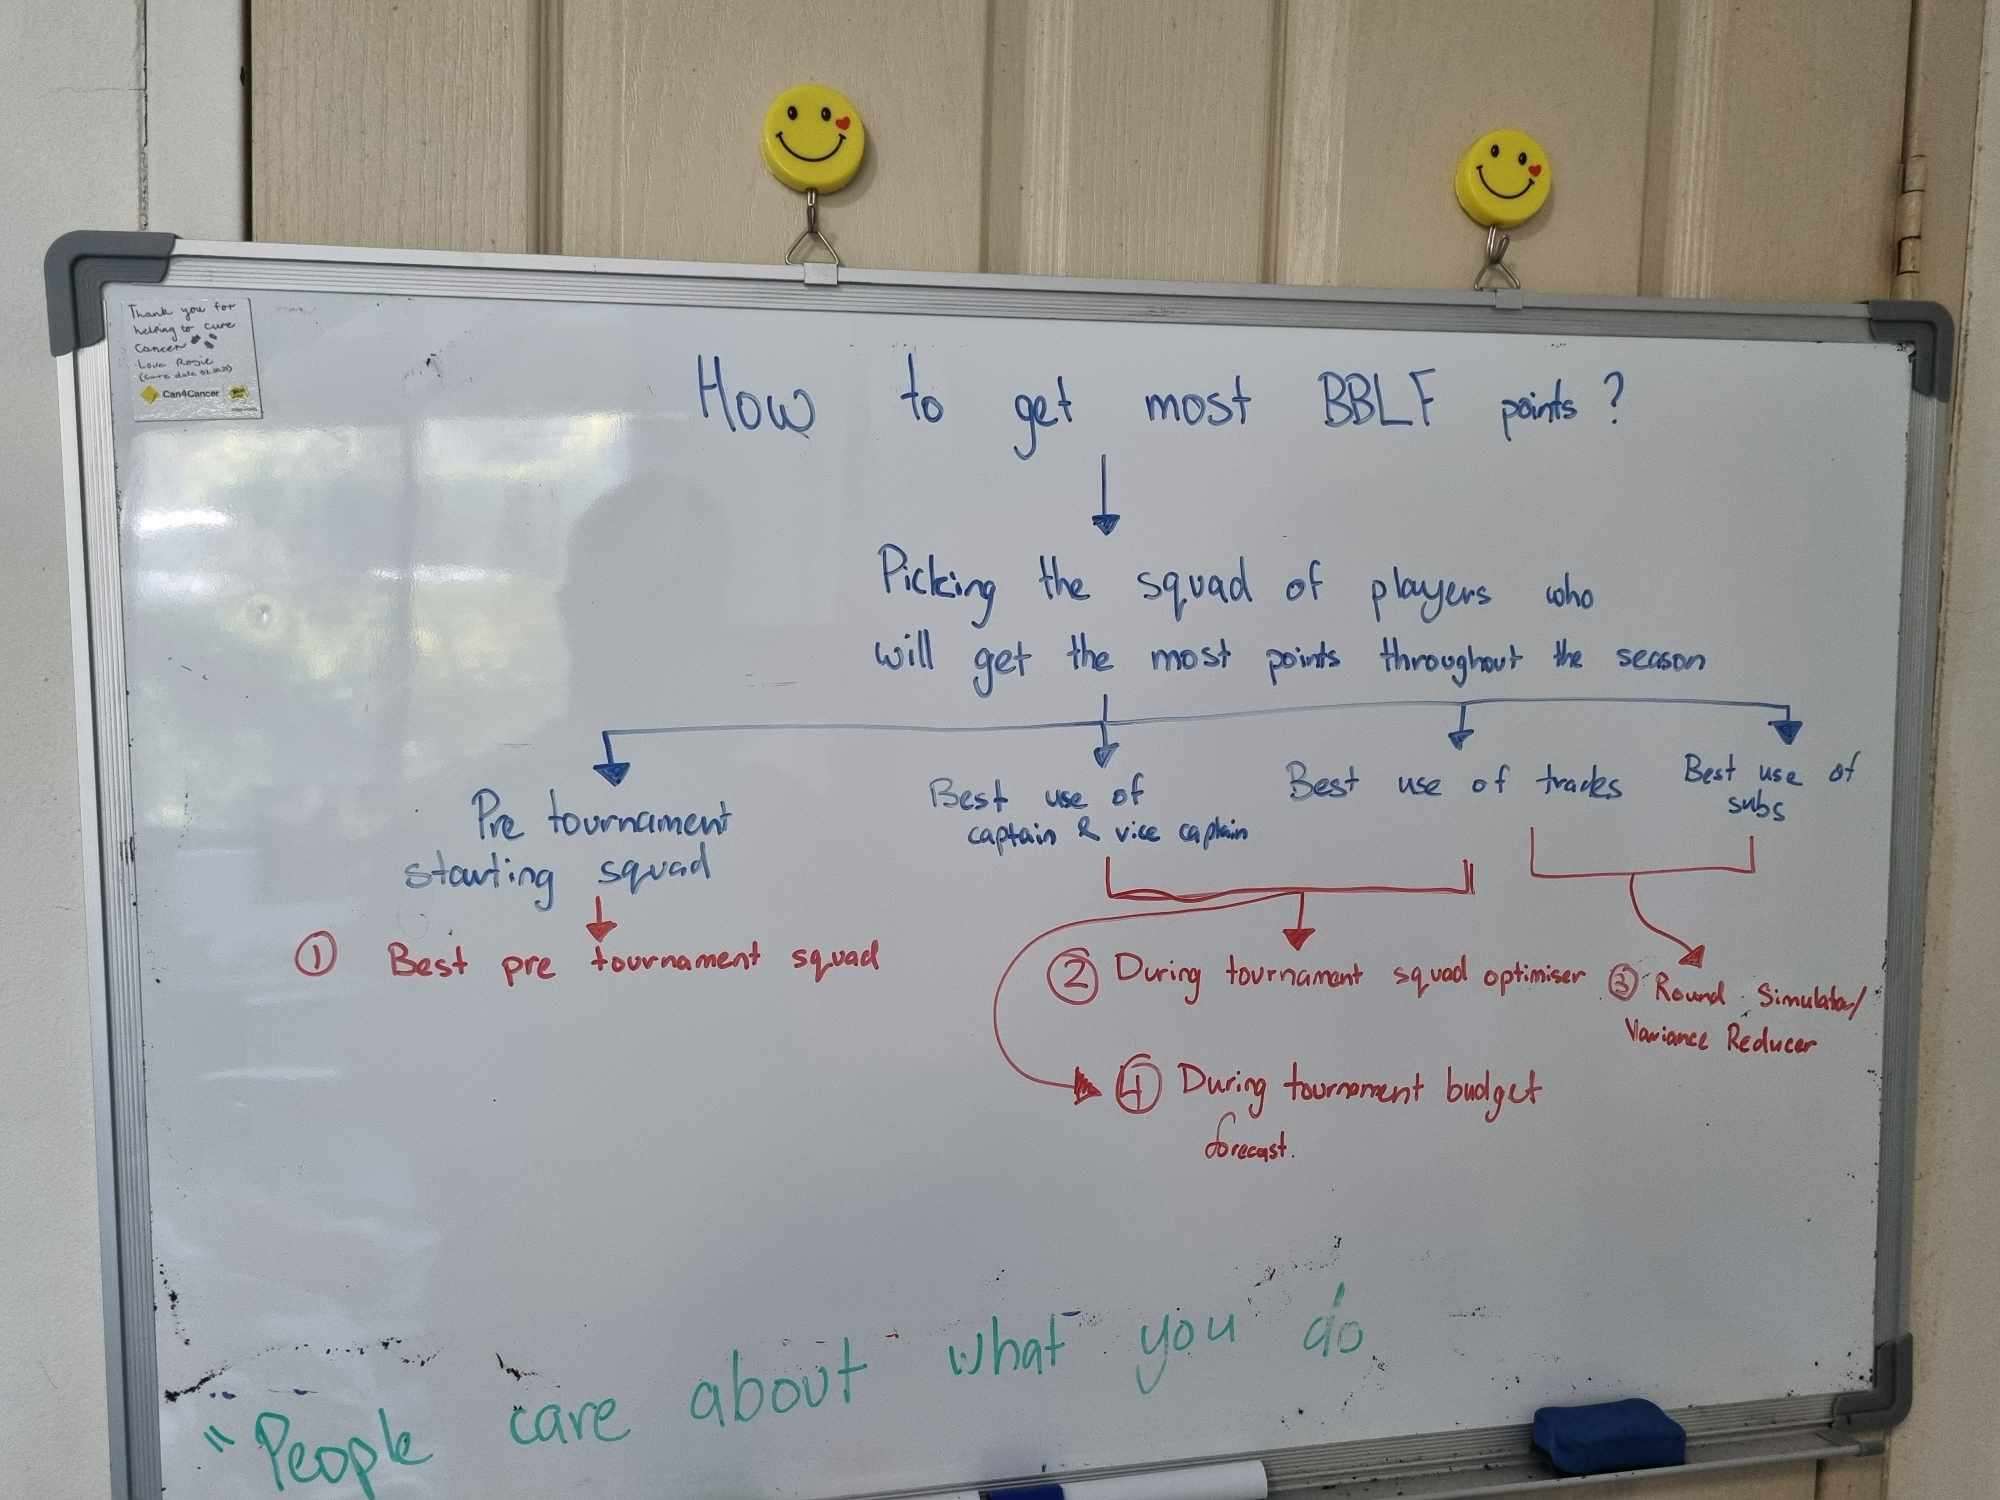 Thank you for
helping to cure
Cancer
Love Rosie
Can4Cancer
How to get most BBLF points?
Picking the squad of players who
will get the most points throughout the season
Pre tournament
starting squad
Best use of
captain & vice captain
Best use of trades
Best use of
subs
① Best pre tournament squad
② During tournament squad optimiser
③ Round Simulator/
Variance Reducer
④ During tournament budget
forecast.
"People care about what you do